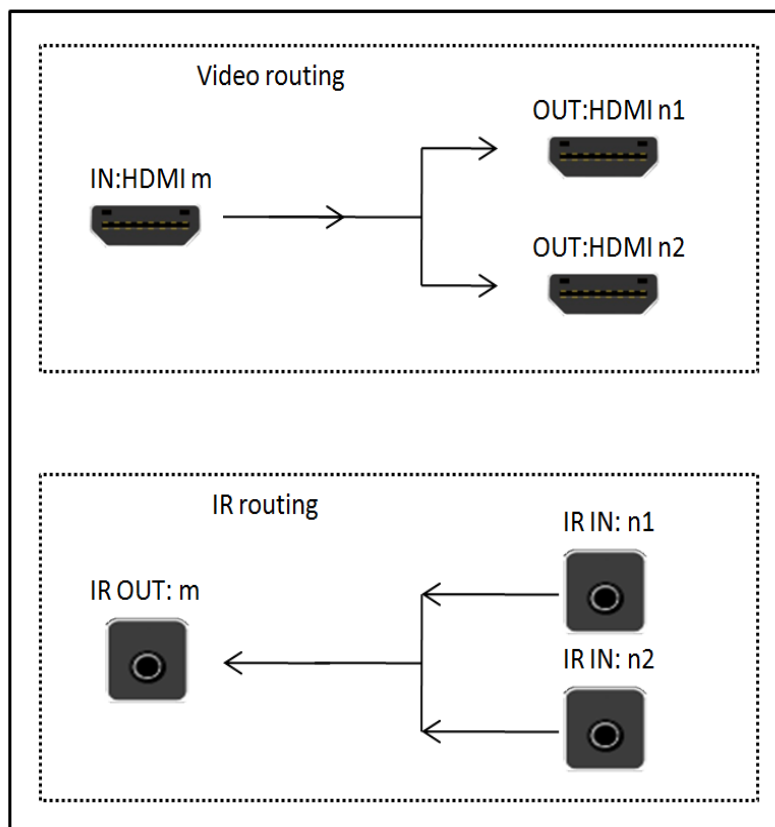 Video routing
OUT:HDMI n1
IN:HDMI m
OUT:HDMI n2
IR routing
IR IN: n1
IR OUT: m
IR IN: n2